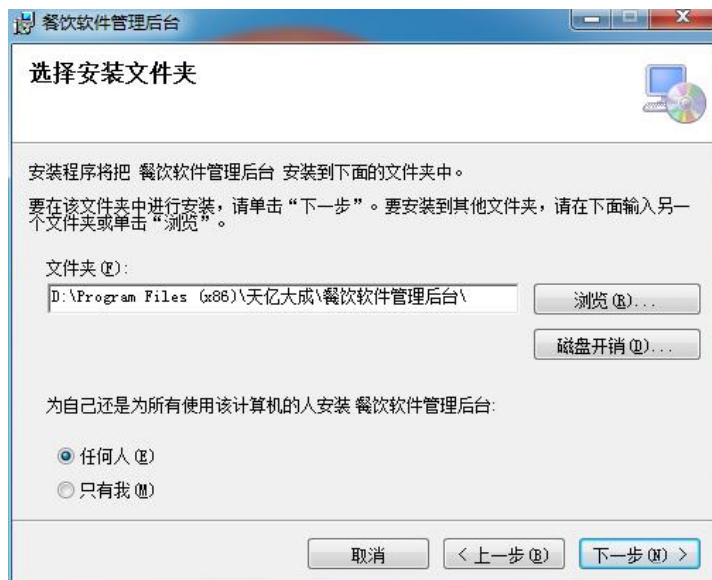 餐饮软件管理后台
选择安装文件夹
安装程序将把 餐饮软件管理后台 安装到下面的文件夹中。
要在该文件夹中进行安装，请单击“下一步”。要安装到其他文件夹，请在下面输入另一
个文件夹或单击“浏览”。
文件夹(F):
D:\Program Files (x86)\天亿大成\餐饮软件管理后台\
浏览(R)...
磁盘开销(D)...
为自己还是为所有使用该计算机的人安装 餐饮软件管理后台:
任何人(E)
只有我(M)
取消
< 上一步(B)
下一步(N) >